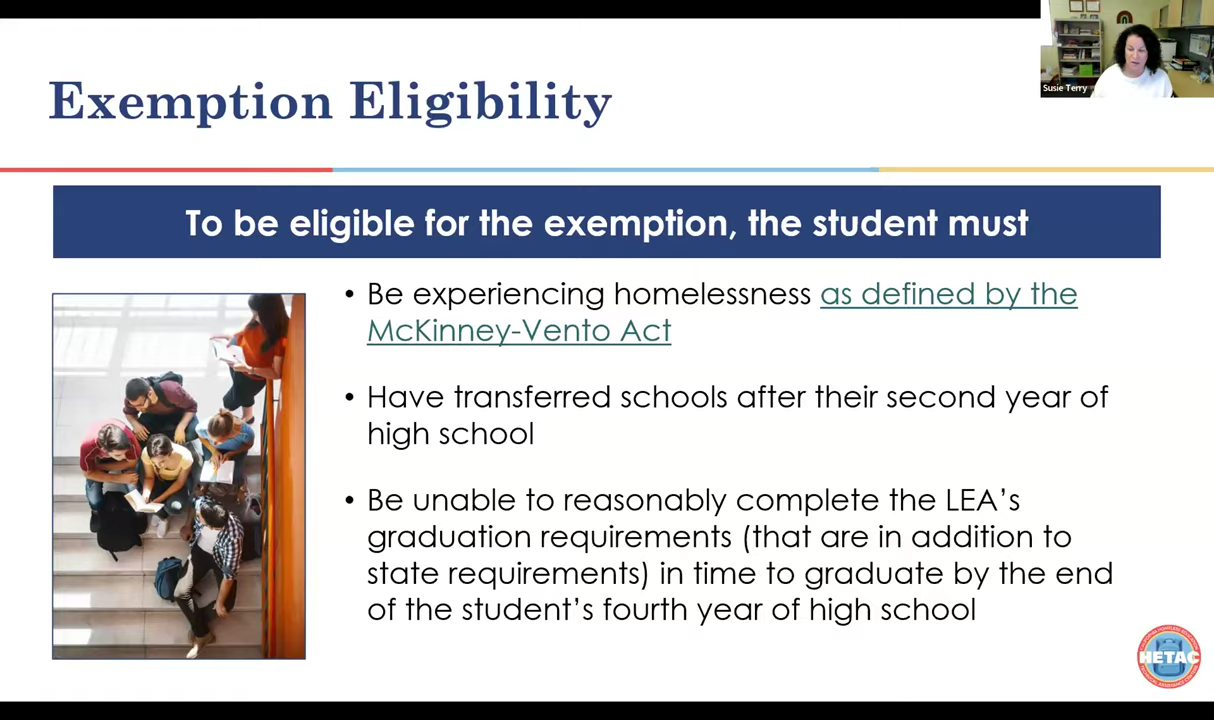 Susie Terry
Exemption Eligibility
To be eligible for the exemption, the student must
• Be experiencing homelessness as defined by the
McKinney-Vento Act
• Have transferred schools after their second year of
high school
• Be unable to reasonably complete the LEA's
graduation requirements (that are in addition to
state requirements) in time to graduate by the end
of the student's fourth year of high school
HETAC